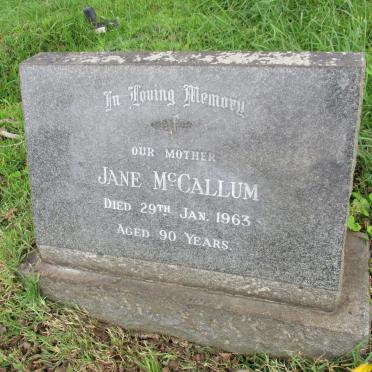 In Loving Memory
OUR MOTHER
JANE McCALLUM
DIED 29TH JAN. 1963
AGED 90 YEARS.